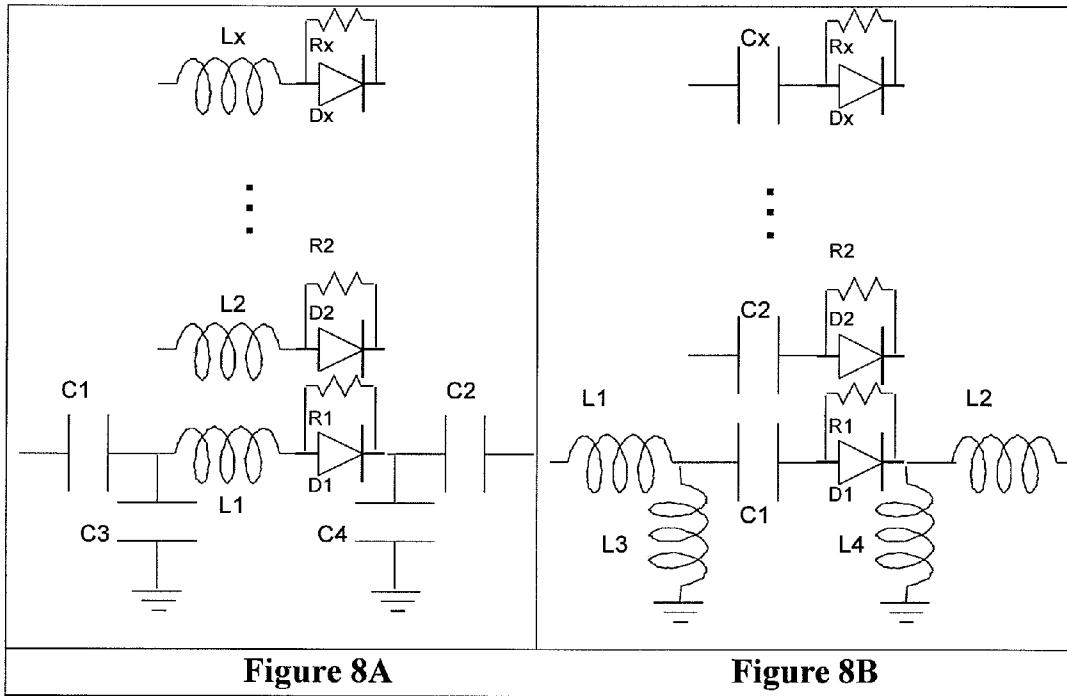 Lx
Rx
Dx
R2
L2
D2
C1
C2
R1
D1
L1
C3
C4
Figure 8A
Cx
Rx
Dx
R2
C2
D2
L1
L2
R1
D1
C1
L3
L4
Figure 8B